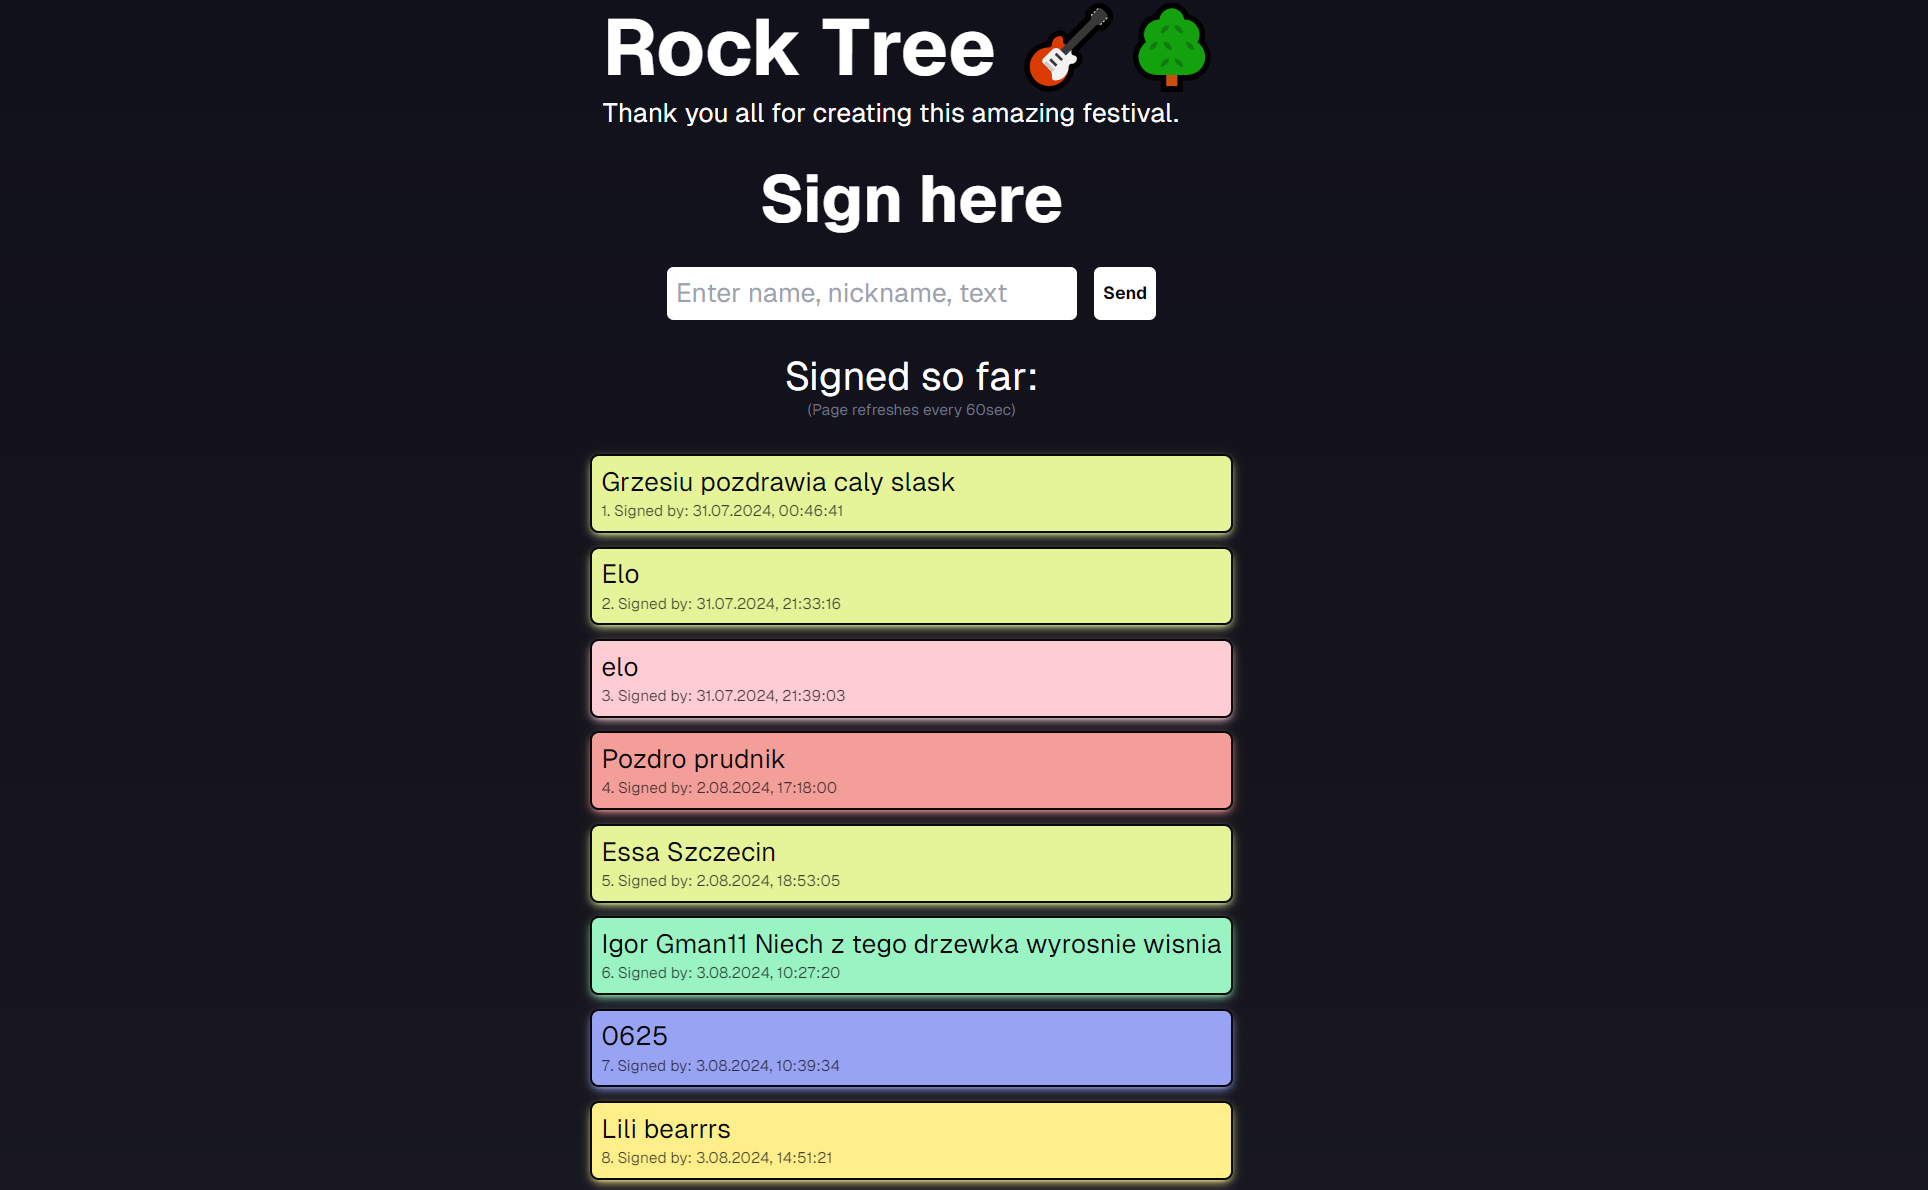 Rock Tree
Thank you all for creating this amazing festival.
Sign here
Enter name, nickname, text
Send
Signed so far:
(Page refreshes every 60sec)
Grzesiu pozdrawia caly slask
1. Signed by: 31.07.2024, 00:46:41
Elo
2. Signed by: 31.07.2024, 21:33:16
elo
3. Signed by: 31.07.2024, 21:39:03
Pozdro prudnik
4. Signed by: 2.08.2024, 17:18:00
Essa Szczecin
5. Signed by: 2.08.2024, 18:53:05
Igor Gman11 Niech z tego drzewka wyrosnie wisnia
6. Signed by: 3.08.2024, 10:27:20
0625
7. Signed by: 3.08.2024, 10:39:34
Lili bearrrs
8. Signed by: 3.08.2024, 14:51:21